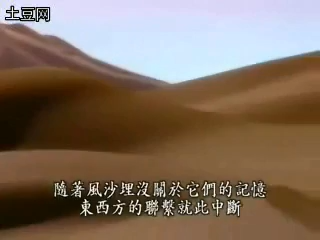 土豆网
隨著風沙埋沒關於它們的記憶
東西方的聯繫就此中斷